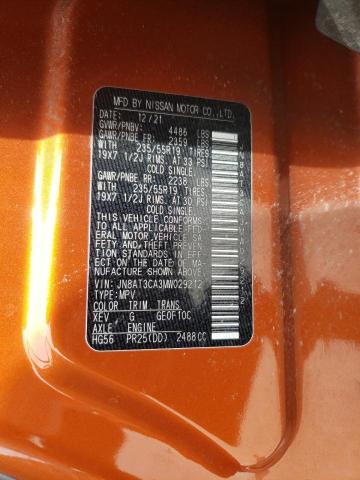 MFD BY NISSAN MOTOR CO.,LTD.
DATE: 12/21
GVWR/PNBV: 4486 LBS
GAWR/PNBE FR: 2359 LBS
WITH 235/55R19 TIRES
19X7 1/2J RIMS, AT 33 PSI
COLD SINGLE,
GAWR/PNBE RR: 2238 LBS
WITH 235/55R19 TIRES
19X7 1/2J RIMS, AT 30 PSI
COLD SINGLE,
THIS VEHICLE CONFORMS
TO ALL APPLICABLE FED-
ERAL MOTOR VEHICLE SA
FETY STANDARDS IN EFF-
ECT ON THE DATE OF MA-
NUFACTURE SHOWN ABOVE.
VIN: JN8AT3CA3MW029212
TYPE: MPV
COLOR TRIM TRANS
XEV G GE0F10C
AXLE ENGINE
HG56 PR25(DD) 2488CC